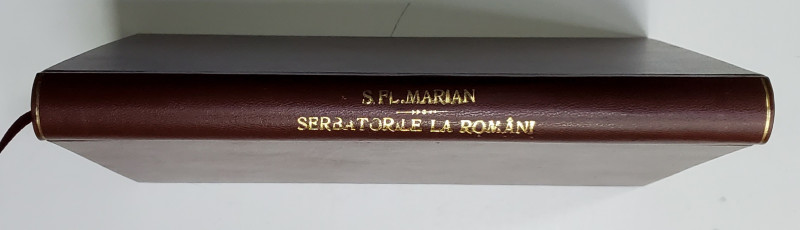 S. FL. MARIAN
SERBATORILE LA ROMÂNI